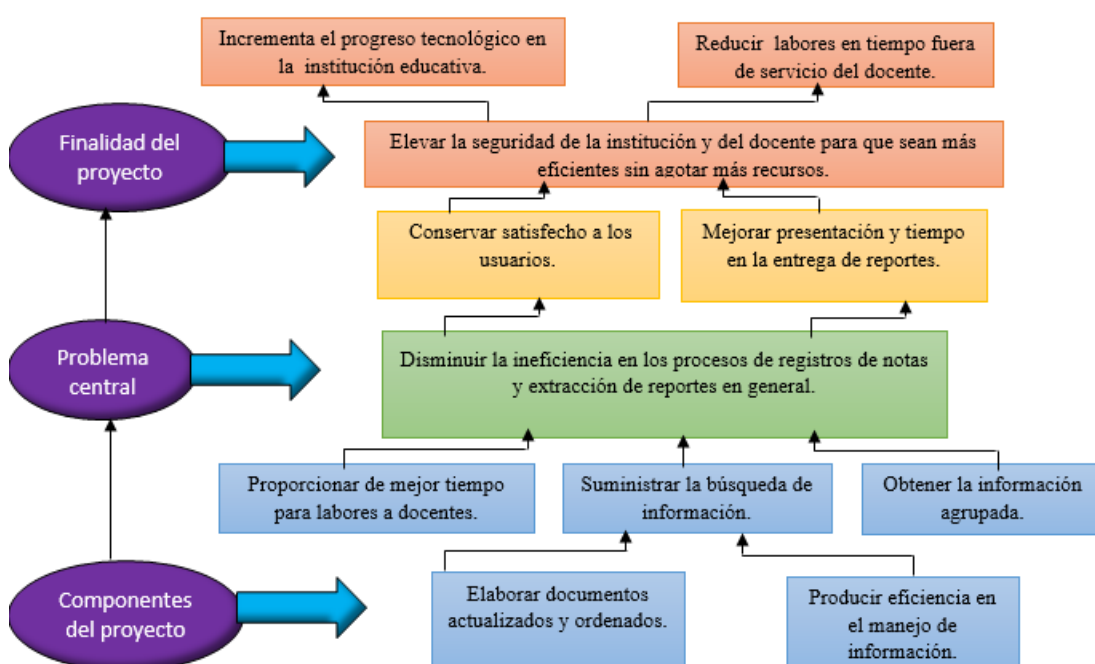 Incrementa el progreso tecnológico en
la institución educativa.
Reducir labores en tiempo fuera
de servicio del docente.
Finalidad del
proyecto
Elevar la seguridad de la institución y del docente para que sean más
eficientes sin agotar más recursos.
Conservar satisfecho a los
usuarios.
Mejorar presentación y tiempo
en la entrega de reportes.
Problema
central
Disminuir la ineficiencia en los procesos de registros de notas
y extracción de reportes en general.
Proporcionar de mejor tiempo
para labores a docentes.
Suministrar la búsqueda de
información.
Obtener la información
agrupada.
Componentes
del proyecto
Elaborar documentos
actualizados y ordenados.
Producir eficiencia en
el manejo de
información.